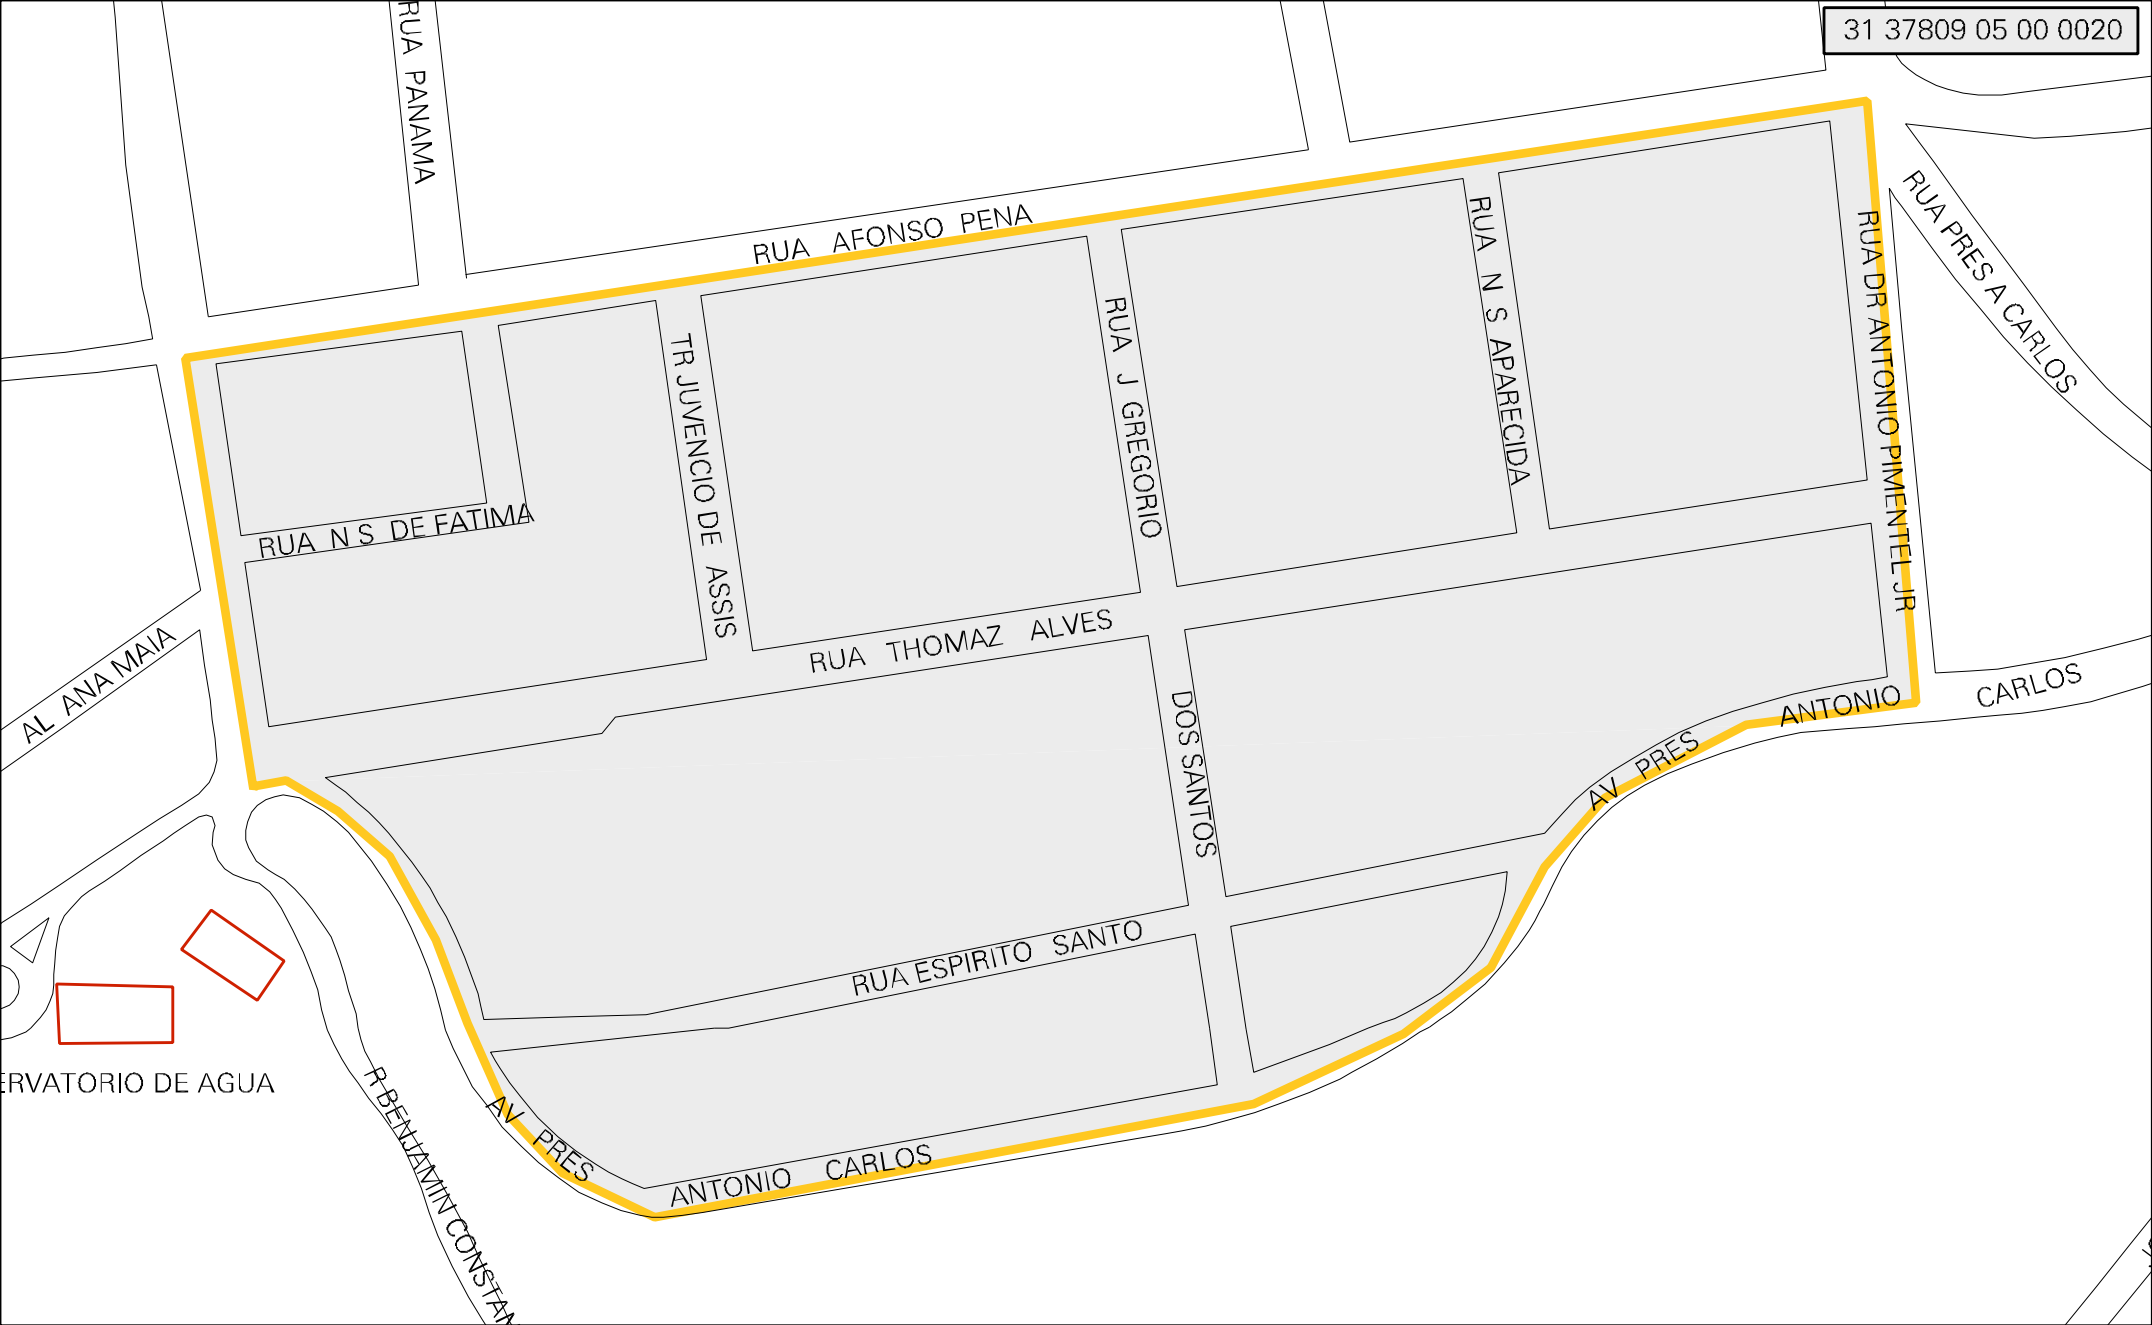 31 37809 05 00 0020
RUA PANAMA
RUA AFONSO PENA
RUA PRES A CARLOS
RUA N S APARECIDA
RUA DR ANTONIO PIMENTEL JR
RUA J GREGORIO
DOS SANTOS
TR JUVENCIO DE ASSIS
RUA N S DE FATIMA
RUA THOMAZ ALVES
AL ANA MAIA
AV PRES ANTONIO CARLOS
RUA ESPIRITO SANTO
ERVATORIO DE AGUA
R BENJAMIN CONSTAN
AV PRES ANTONIO CARLOS